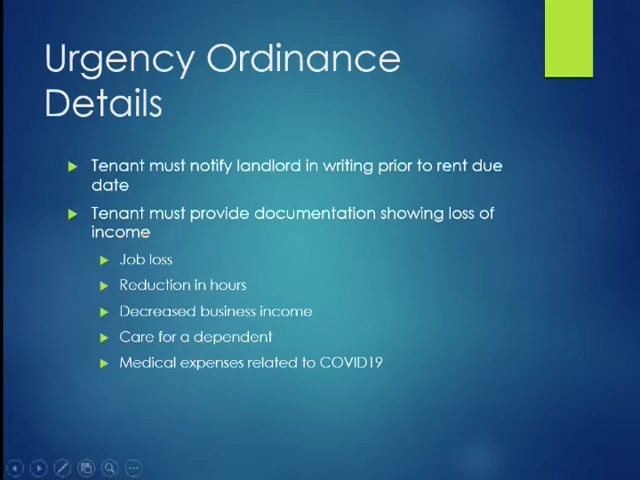 Urgency Ordinance
Details
Tenant must notify landlord in writing prior to rent due
date
Tenant must provide documentation showing loss of
income
Job loss
Reduction in hours
Decreased business income
Care for a dependent
Medical expenses related to COVID19